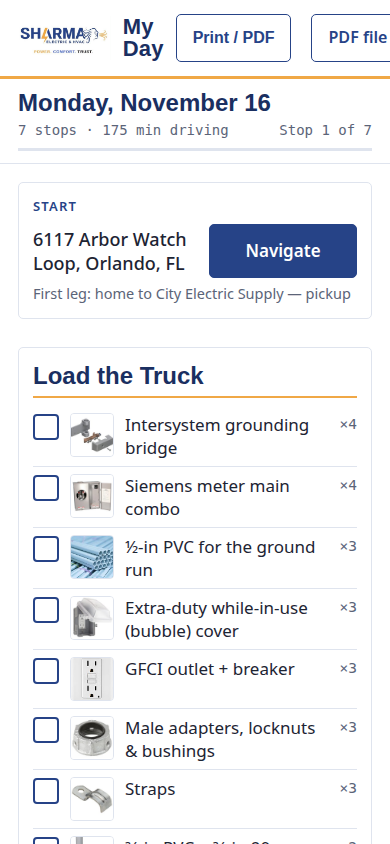 SHARMA
ELECTRIC & HVAC
POWER. COMFORT. TRUST.
My
Day
Print / PDF
PDF file
Monday, November 16
7 stops · 175 min driving
Stop 1 of 7
START
6117 Arbor Watch
Loop, Orlando, FL
Navigate
First leg: home to City Electric Supply — pickup
Load the Truck
Intersystem grounding
bridge
×4
Siemens meter main
combo
×4
½-in PVC for the ground
run
×3
Extra-duty while-in-use
(bubble) cover
×3
GFCI outlet + breaker
×3
Male adapters, locknuts
& bushings
×3
Straps
×3